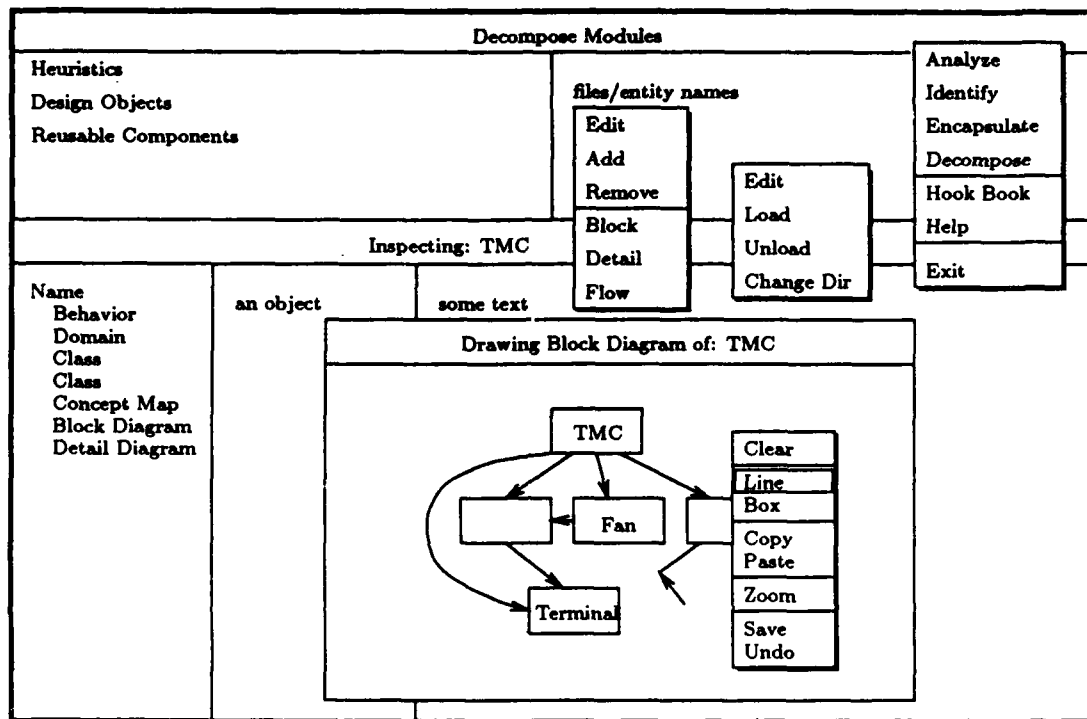 Decompose Modules
Heuristics
Design Objects
Reusable Components
files/entity names
Edit
Add
Remove
Block
Detail
Flow
Edit
Load
Unload
Change Dir
Analyze
Identify
Encapsulate
Decompose
Hook Book
Help
Exit
Inspecting: TMC
Name
Behavior
Domain
Class
Class
Concept Map
Block Diagram
Detail Diagram
an object
some text
Drawing Block Diagram of: TMC
TMC
Fan
Terminal
Clear
Line
Box
Copy
Paste
Zoom
Save
Undo